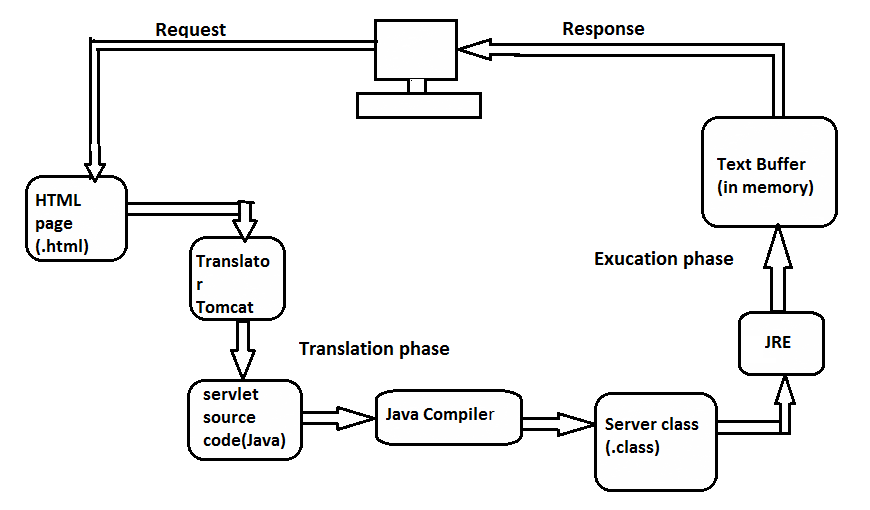 Request
Response
HTML
page
(.html)
Translato
r
Tomcat
Translation phase
servlet
source
code(Java)
Java Compiler
Server class
(.class)
JRE
Exucation phase
Text Buffer
(in memory)